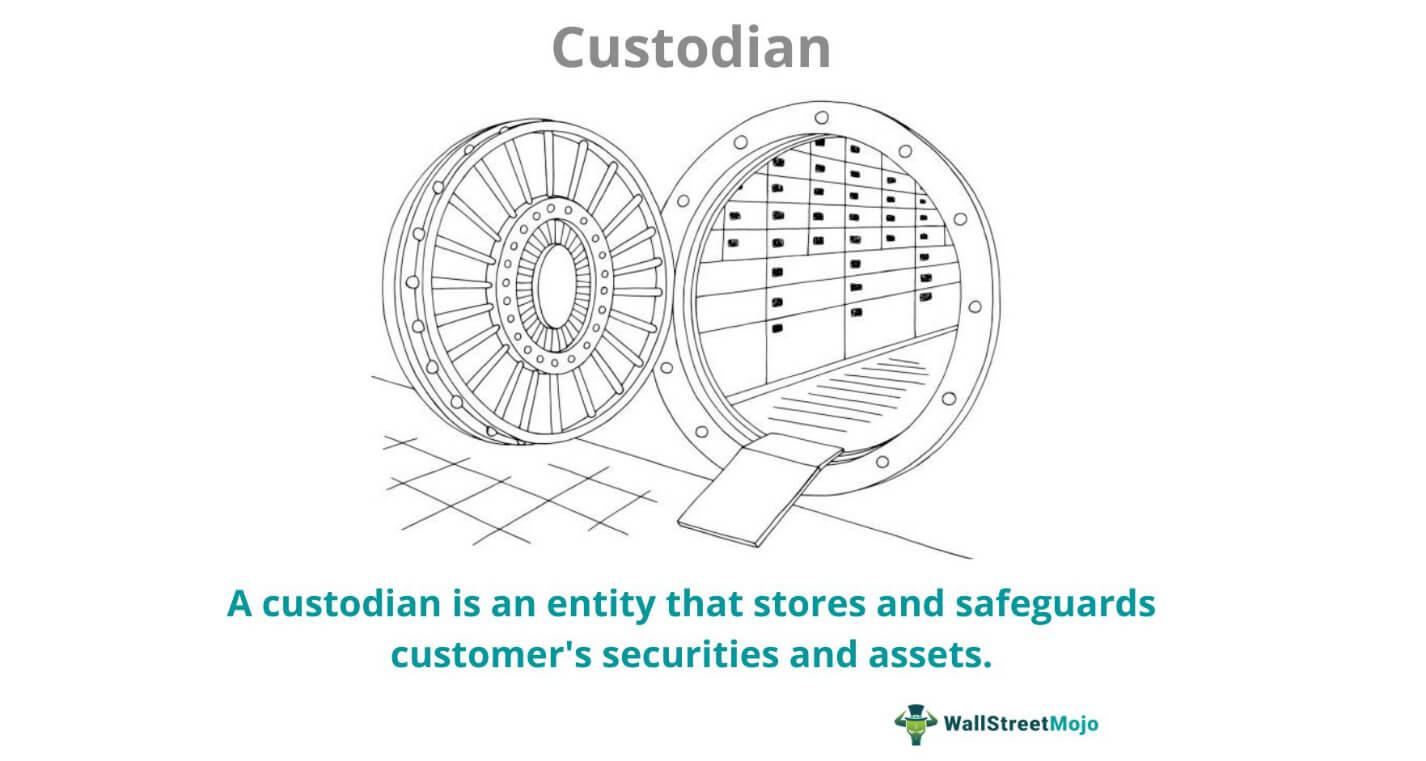 Custodian
A custodian is an entity that stores and safeguards
customer's securities and assets.
WallStreetMojo